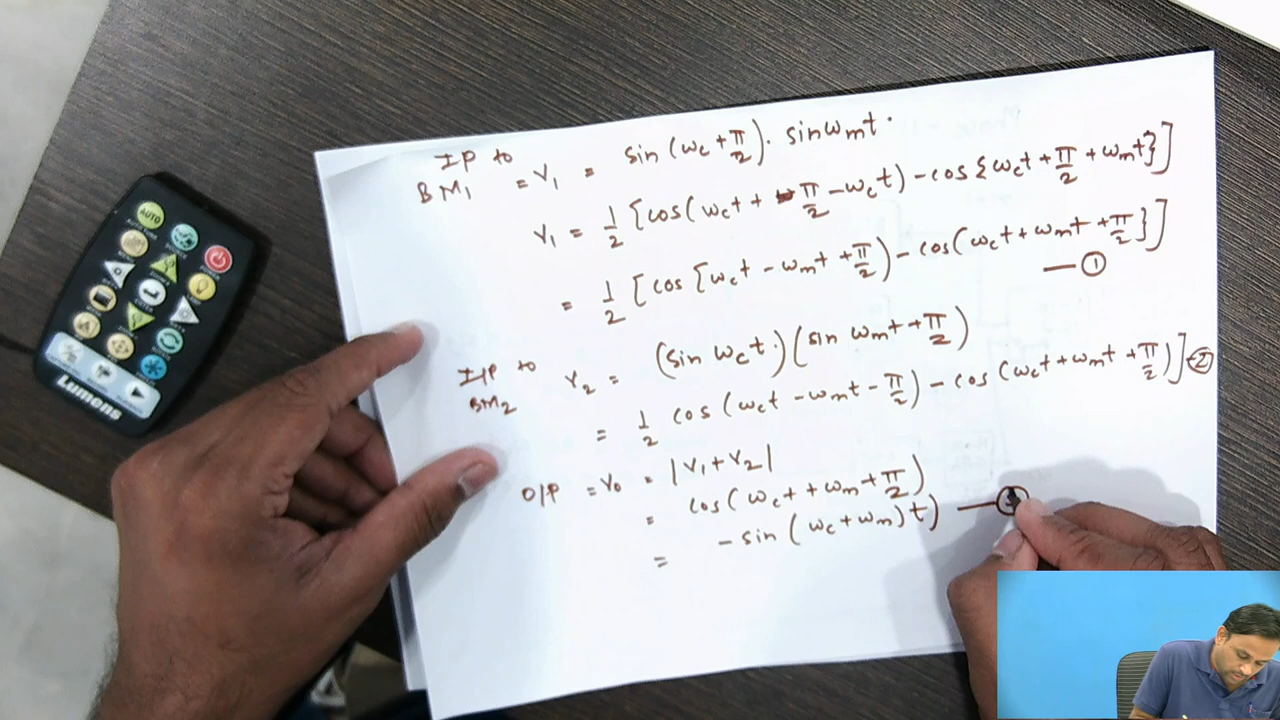 IP to BM1 = V1 = sin(ωc + π/2) . sinωmt.
V1 = 1/2 [cos(ωct + π/2 - ωct) - cos{ωct + π/2 + ωmt}]
= 1/2 [cos {ωct - ωmt + π/2) - cos(ωct + ωmt + π/2}] — ①
I/P to BM2 V2 = (sin ωct.)(sin ωmt + π/2)
= 1/2 cos (ωct - ωmt - π/2) - cos (ωct + ωmt + π/2)] - ②
O/P = V0 = |V1 + V2|
= cos(ωct + ωm + π/2)
= - sin (ωc + ωm) t) —
AUTO
Lumens